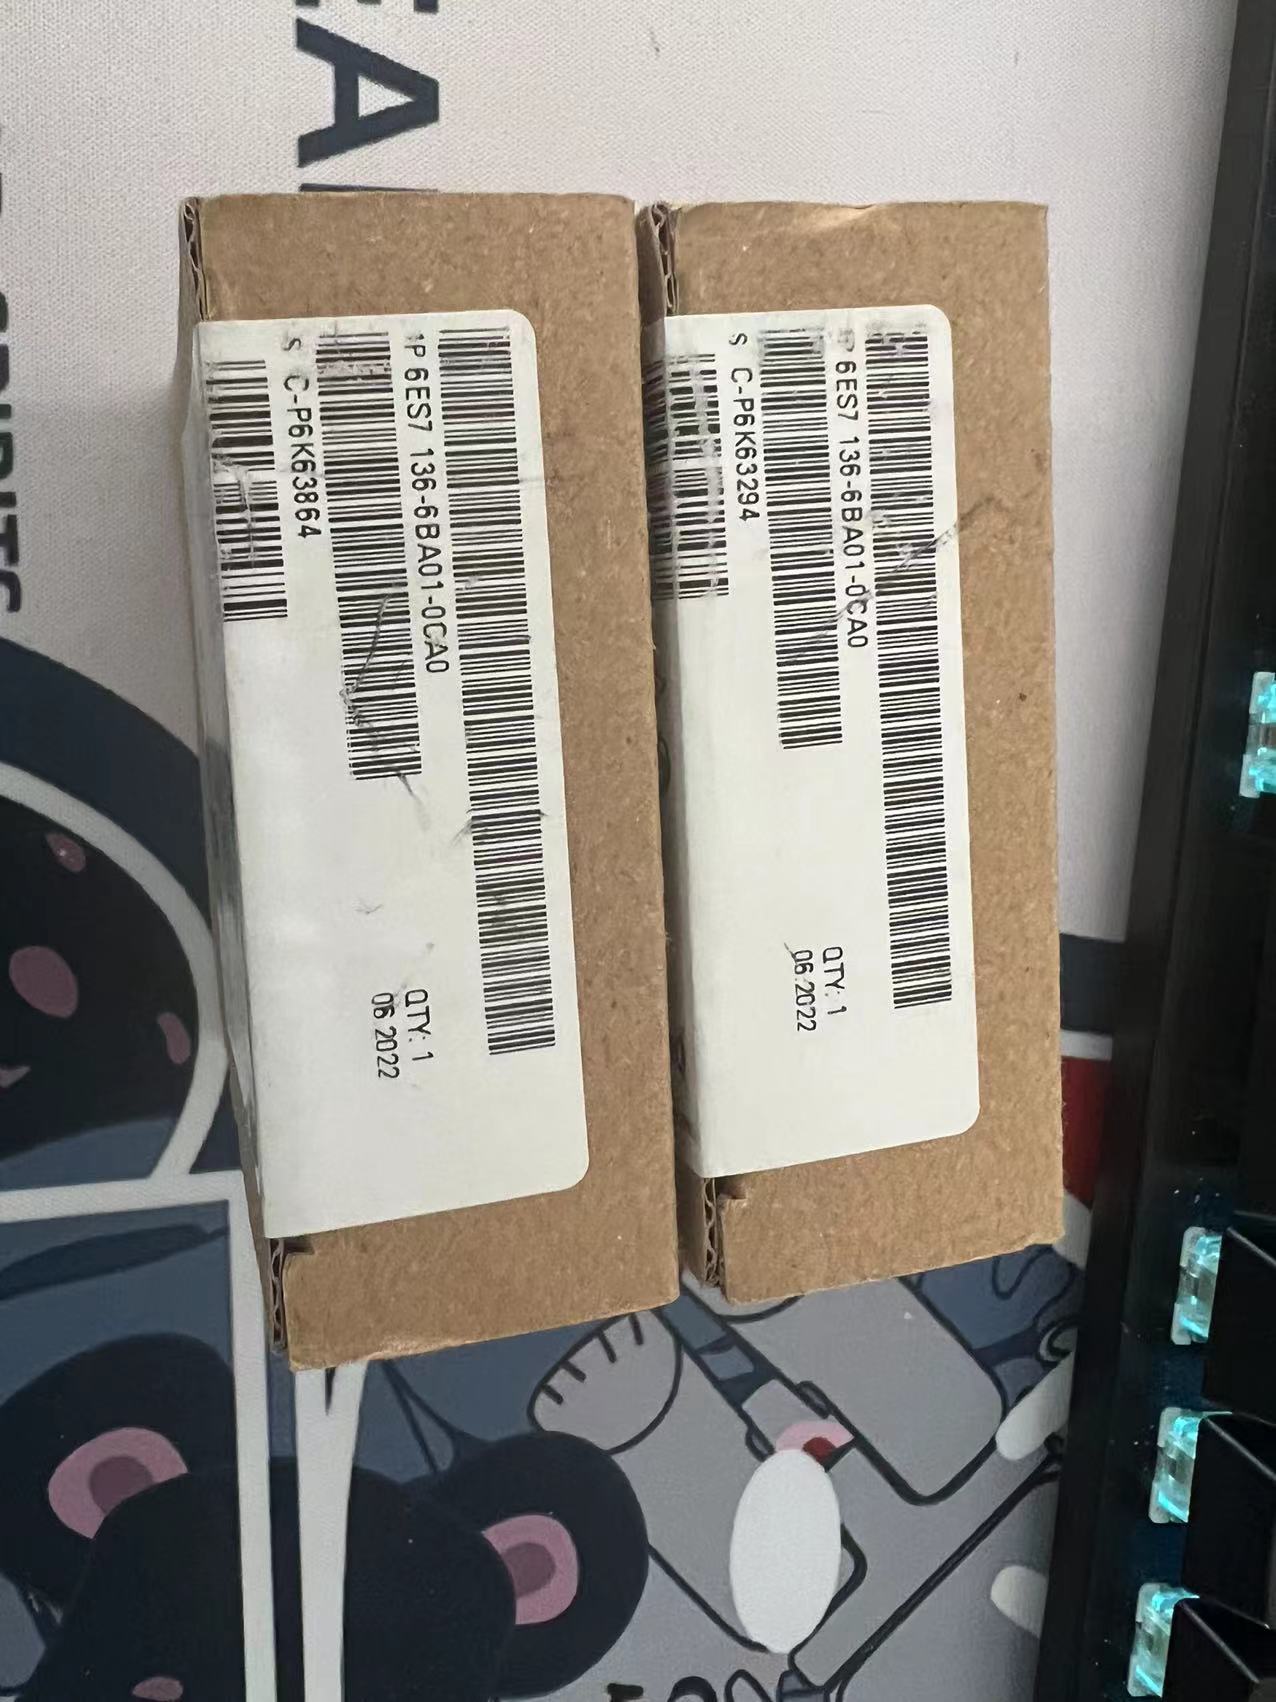 1P 6ES7 136-6BA01-0CA0
S C-P6K63864
QTY: 1
06.2022
1P 6ES7 136-6BA01-0CA0
S C-P6K63294
QTY: 1
06.2022